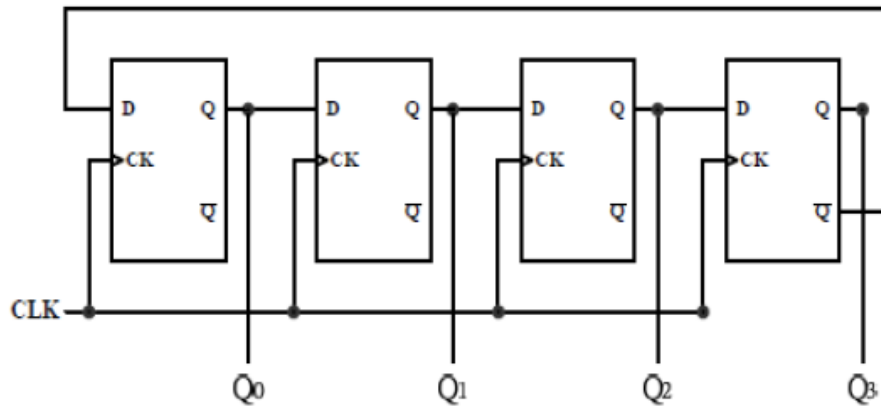 D Q D Q D Q D Q
CK CK CK CK
Q̅ Q̅ Q̅ Q̅
CLK
Q0 Q1 Q2 Q3